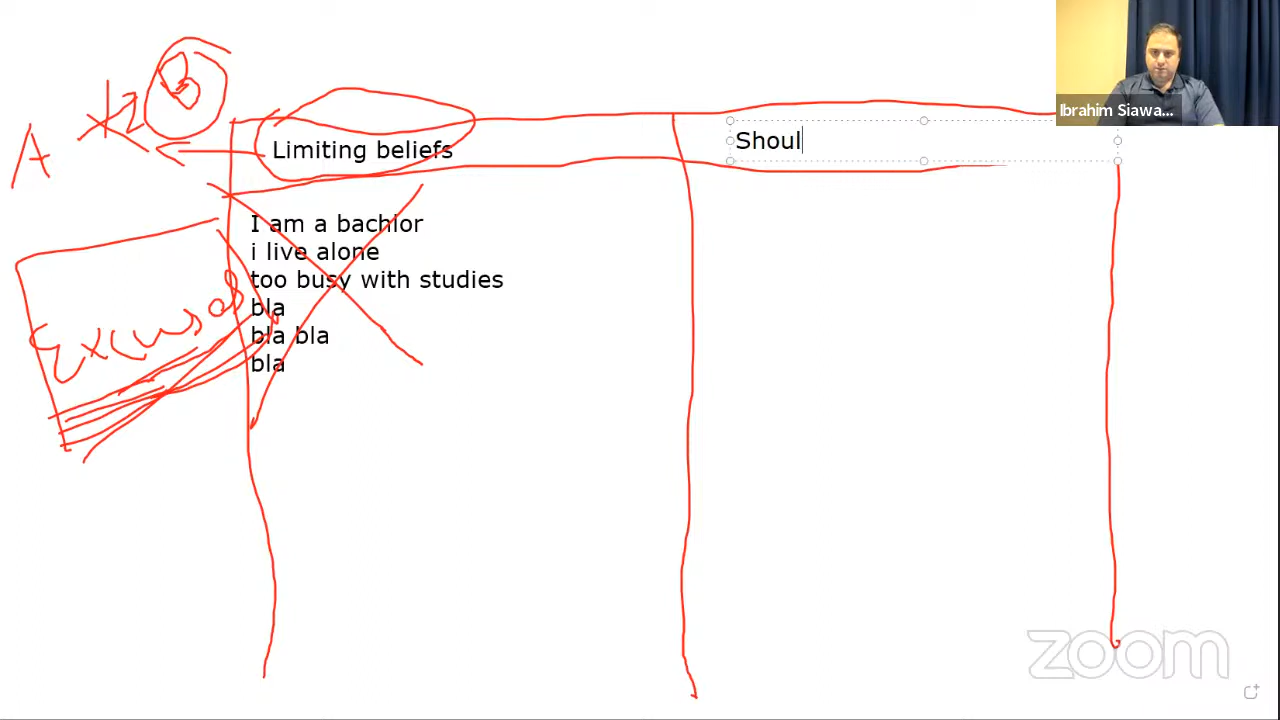 B
A
Limiting beliefs
Shoul
Ibrahim Siawa...
I am a bachlor
i live alone
too busy with studies
bla
bla bla
bla
Excuses
zoom